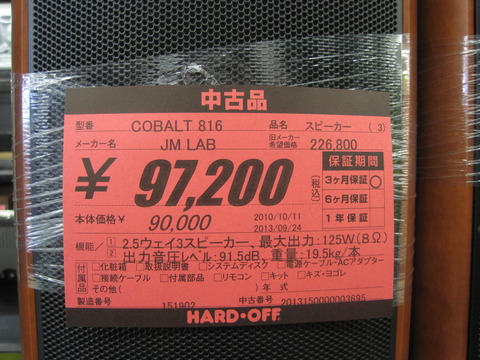 中古品
型番 COBALT 816 品名 スピーカー (3)
メーカー名 JM LAB 旧メーカー希望価格 226,800
¥ 97,200 [税込]
保証期間
3ヶ月保証 ○
6ヶ月保証
1年保証
本体価格¥ 90,000
2010/10/11
2013/09/24
機能/ 1 2.5ウェイ3スピーカー、最大出力:125W(8Ω)
2 出力音圧レベル:91.5dB、重量:19.5kg/本
付属品 □化粧箱 □取扱説明書 □システムディスク □電源ケーブル・ACアダプター
□接続ケーブル □付属部品 □リモコン □キット □キズ・ヨゴレ
その他( ) 年式
製造番号 151902 中古番号 2013150000003695
HARD・OFF